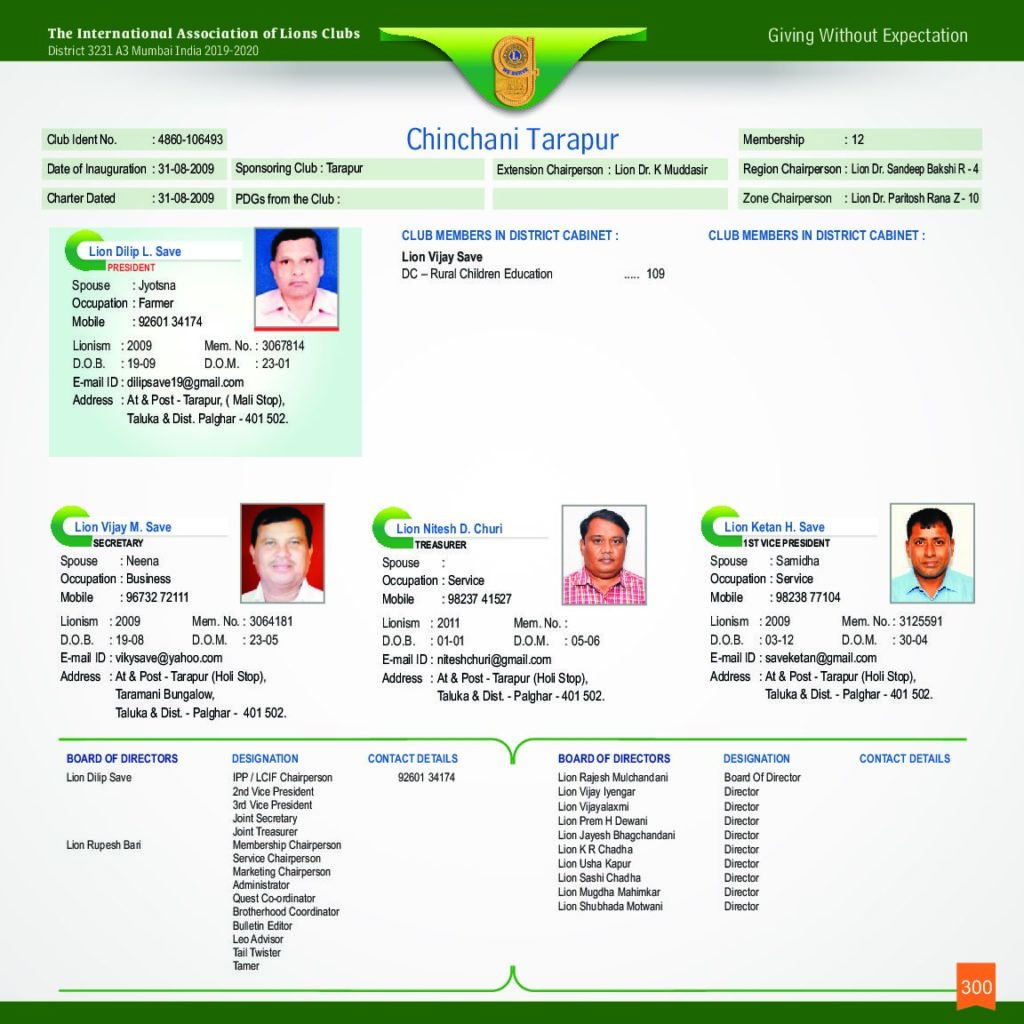 The International Association of Lions Clubs
District 3231 A3 Mumbai India 2019-2020
Giving Without Expectation
WE SERVE
Chinchani Tarapur
Club Ident No. : 4860-106493
Membership : 12
Date of Inauguration : 31-08-2009
Sponsoring Club : Tarapur
Extension Chairperson : Lion Dr. K Muddasir
Region Chairperson : Lion Dr. Sandeep Bakshi R - 4
Charter Dated : 31-08-2009
PDGs from the Club :
Zone Chairperson : Lion Dr. Paritosh Rana Z - 10
Lion Dilip L. Save
PRESIDENT
Spouse : Jyotsna
Occupation : Farmer
Mobile : 92601 34174
Lionism : 2009 Mem. No. : 3067814
D.O.B. : 19-09 D.O.M. : 23-01
E-mail ID : dilipsave19@gmail.com
Address : At & Post - Tarapur, ( Mali Stop),
Taluka & Dist. Palghar - 401 502.
CLUB MEMBERS IN DISTRICT CABINET :
Lion Vijay Save
DC – Rural Children Education ..... 109
CLUB MEMBERS IN DISTRICT CABINET :
Lion Vijay M. Save
SECRETARY
Spouse : Neena
Occupation : Business
Mobile : 96732 72111
Lionism : 2009 Mem. No. : 3064181
D.O.B. : 19-08 D.O.M. : 23-05
E-mail ID : vikysave@yahoo.com
Address : At & Post - Tarapur (Holi Stop),
Taramani Bungalow,
Taluka & Dist. - Palghar - 401 502.
Lion Nitesh D. Churi
TREASURER
Spouse :
Occupation : Service
Mobile : 98237 41527
Lionism : 2011 Mem. No. :
D.O.B. : 01-01 D.O.M. : 05-06
E-mail ID : niteshchuri@gmail.com
Address : At & Post - Tarapur (Holi Stop),
Taluka & Dist. - Palghar - 401 502.
Lion Ketan H. Save
1ST VICE PRESIDENT
Spouse : Samidha
Occupation : Service
Mobile : 98238 77104
Lionism : 2009 Mem. No. : 3125591
D.O.B. : 03-12 D.O.M. : 30-04
E-mail ID : saveketan@gmail.com
Address : At & Post - Tarapur (Holi Stop),
Taluka & Dist. - Palghar - 401 502.
BOARD OF DIRECTORS DESIGNATION CONTACT DETAILS
Lion Dilip Save IPP / LCIF Chairperson 92601 34174
2nd Vice President
3rd Vice President
Joint Secretary
Joint Treasurer
Lion Rupesh Bari Membership Chairperson
Service Chairperson
Marketing Chairperson
Administrator
Quest Co-ordinator
Brotherhood Coordinator
Bulletin Editor
Leo Advisor
Tail Twister
Tamer
BOARD OF DIRECTORS DESIGNATION CONTACT DETAILS
Lion Rajesh Mulchandani Board Of Director
Lion Vijay Iyengar Director
Lion Vijayalaxmi Director
Lion Prem H Dewani Director
Lion Jayesh Bhagchandani Director
Lion K R Chadha Director
Lion Usha Kapur Director
Lion Sashi Chadha Director
Lion Mugdha Mahimkar Director
Lion Shubhada Motwani Director
300